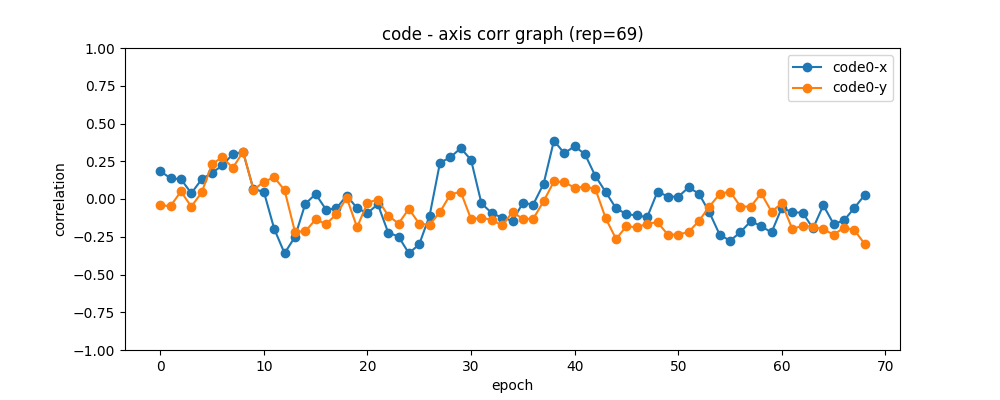 code - axis corr graph (rep=69)
1.00
0.75
0.50
0.25
0.00
−0.25
−0.50
−0.75
−1.00
correlation
code0-x
code0-y
0 10 20 30 40 50 60 70
epoch